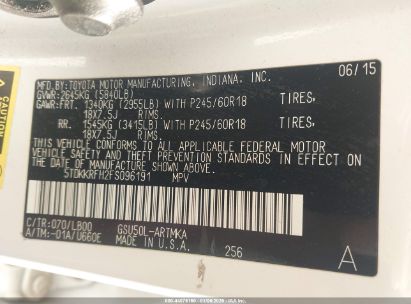 MFD.BY:TOYOTA MOTOR MANUFACTURING, INDIANA, INC. 06/15
GVWR:2645KG (5840LB)
GAWR:FRT. 1340KG (2955LB) WITH P245/60R18 TIRES,
18X7.5J RIMS.
RR. 1545KG (3415LB) WITH P245/60R18 TIRES,
18X7.5J RIMS.
THIS VEHICLE CONFORMS TO ALL APPLICABLE FEDERAL MOTOR
VEHICLE SAFETY AND BUMPER STANDARDS IN EFFECT ON THE
DATE OF MANUFACTURE SHOWN ABOVE.
5TDKKRFH2FS096191 MPV
C/TR:070/LB00 GSU50L-ARTMKA
A/TM:-01A/U660E MADE IN U.S.A. 256 A
CAUTION